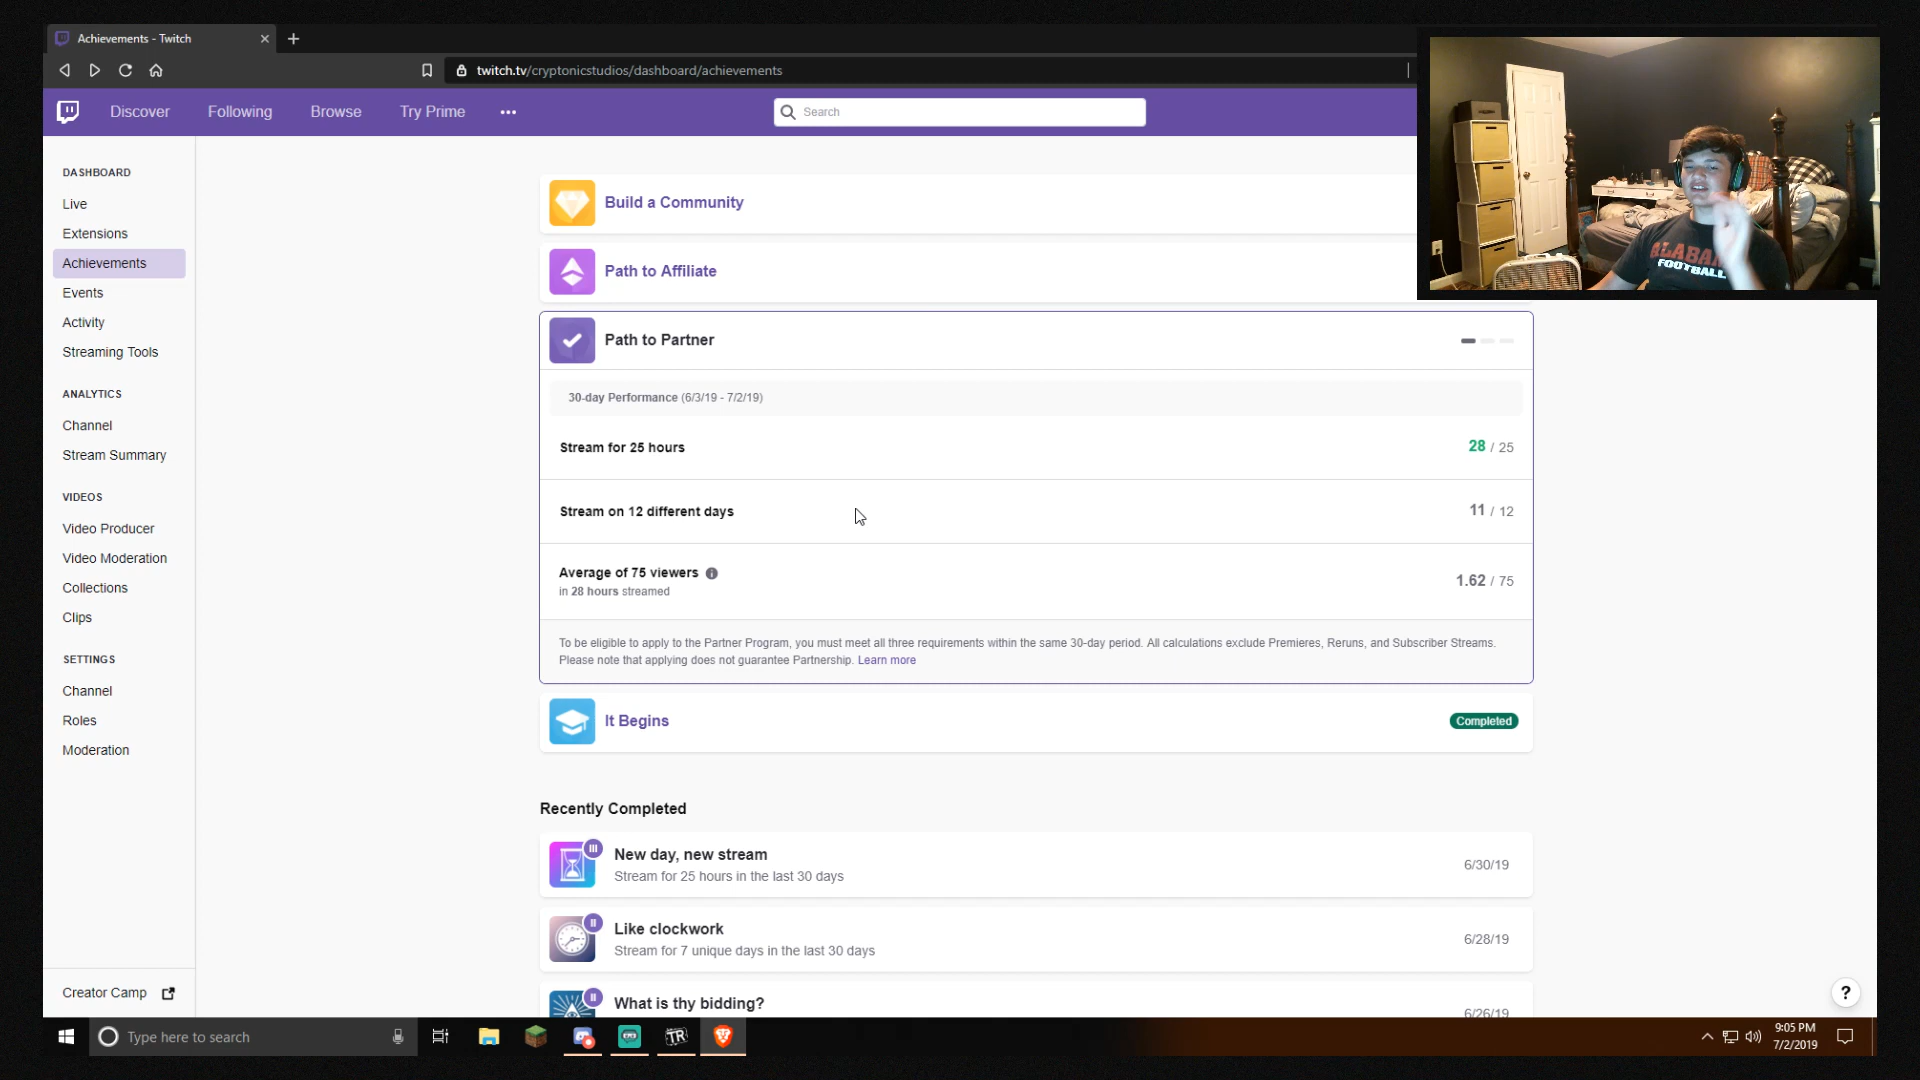 Achievements - Twitch
twitch.tv/cryptonicstudios/dashboard/achievements
Discover
Following
Browse
Try Prime
Search
DASHBOARD
Live
Extensions
Achievements
Events
Activity
Streaming Tools
ANALYTICS
Channel
Stream Summary
VIDEOS
Video Producer
Video Moderation
Collections
Clips
SETTINGS
Channel
Roles
Moderation
Creator Camp
Build a Community
Path to Affiliate
Path to Partner
30-day Performance (6/3/19 - 7/2/19)
Stream for 25 hours
28 / 25
Stream on 12 different days
11 / 12
Average of 75 viewers
in 28 hours streamed
1.62 / 75
To be eligible to apply to the Partner Program, you must meet all three requirements within the same 30-day period. All calculations exclude Premieres, Reruns, and Subscriber Streams.
Please note that applying does not guarantee Partnership. Learn more
It Begins
Completed
Recently Completed
III
New day, new stream
Stream for 25 hours in the last 30 days
6/30/19
II
Like clockwork
Stream for 7 unique days in the last 30 days
6/28/19
II
What is thy bidding?
6/26/19
?
ALABAMA
FOOTBALL
Type here to search
TR
9:05 PM
7/2/2019